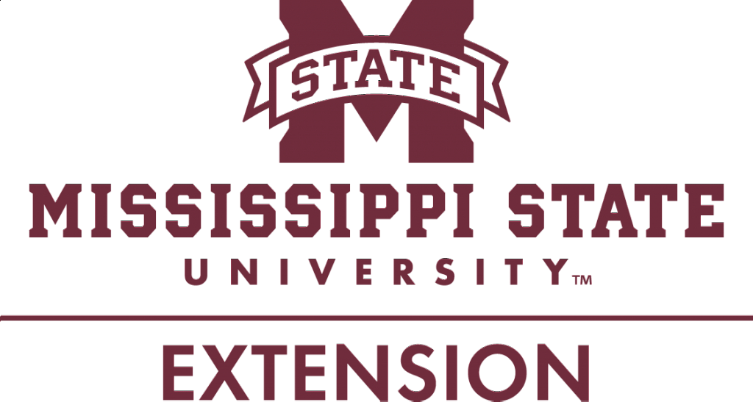 M
STATE
MISSISSIPPI STATE
UNIVERSITY™
EXTENSION